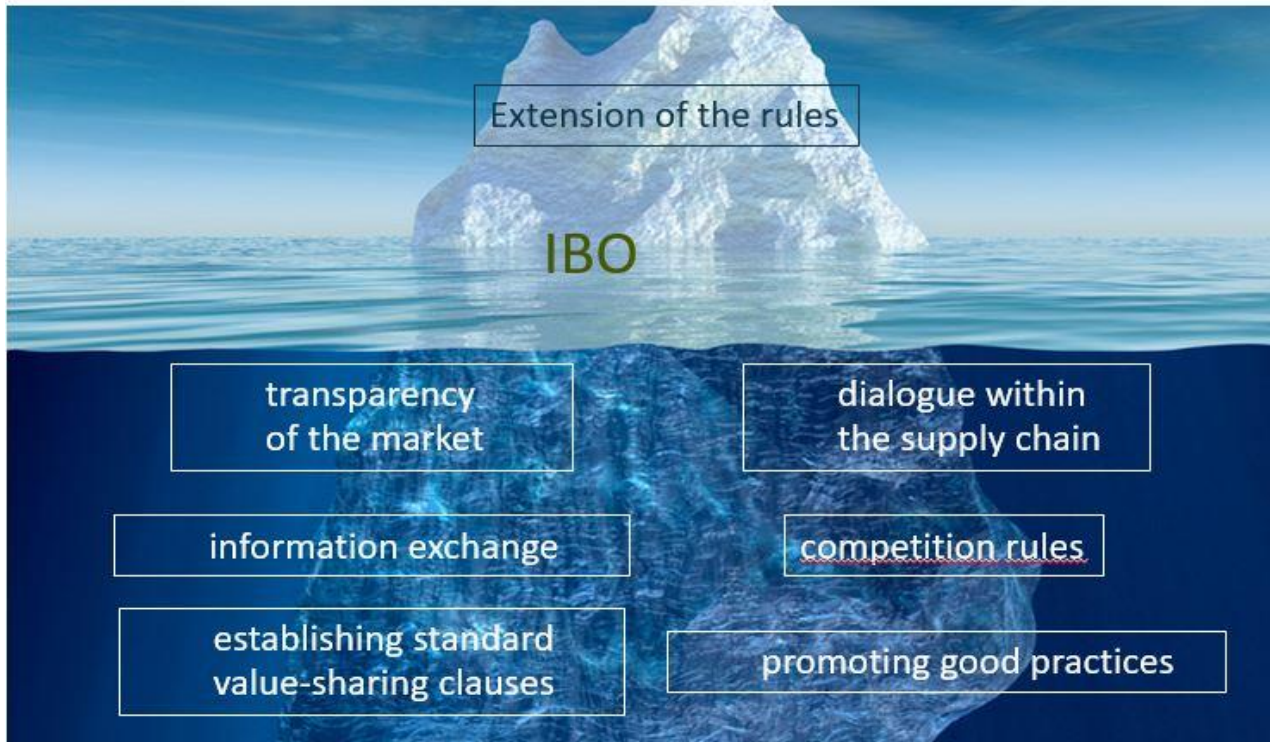 Extension of the rules
IBO
transparency
of the market
dialogue within
the supply chain
information exchange
competition rules
establishing standard
value-sharing clauses
promoting good practices